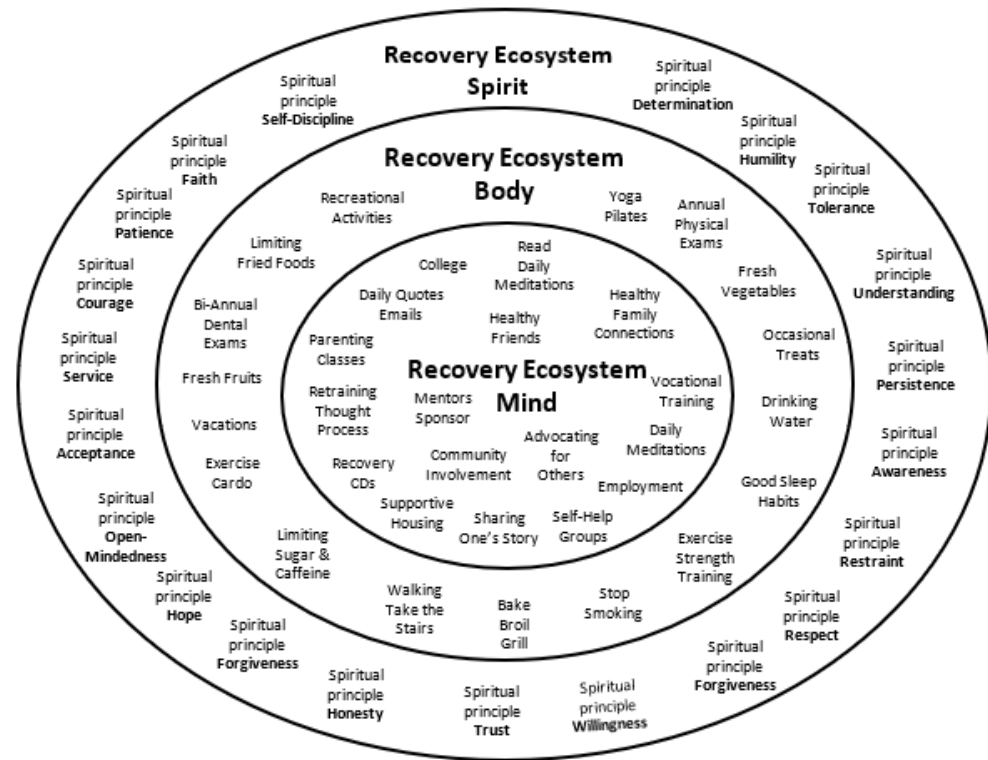 Recovery Ecosystem
Spirit
Spiritual
principle
Self-Discipline
Spiritual
principle
Determination
Spiritual
principle
Faith
Spiritual
principle
Humility
Spiritual
principle
Patience
Spiritual
principle
Tolerance
Spiritual
principle
Courage
Spiritual
principle
Understanding
Spiritual
principle
Service
Spiritual
principle
Persistence
Spiritual
principle
Acceptance
Spiritual
principle
Awareness
Spiritual
principle
Open-
Mindedness
Spiritual
principle
Restraint
Spiritual
principle
Hope
Spiritual
principle
Respect
Spiritual
principle
Forgiveness
Spiritual
principle
Forgiveness
Spiritual
principle
Honesty
Spiritual
principle
Trust
Spiritual
principle
Willingness
Recovery Ecosystem
Body
Recreational
Activities
Yoga
Pilates
Annual
Physical
Exams
Limiting
Fried Foods
Fresh
Vegetables
Bi-Annual
Dental
Exams
Occasional
Treats
Fresh Fruits
Drinking
Water
Vacations
Exercise
Cardo
Good Sleep
Habits
Limiting
Sugar &
Caffeine
Exercise
Strength
Training
Walking
Take the
Stairs
Bake
Broil
Grill
Stop
Smoking
College
Read
Daily
Meditations
Daily Quotes
Emails
Healthy
Friends
Healthy
Family
Connections
Parenting
Classes
Recovery Ecosystem
Mind
Retraining
Thought
Process
Mentors
Sponsor
Vocational
Training
Community
Involvement
Advocating
for
Others
Daily
Meditations
Recovery
CDs
Employment
Supportive
Housing
Sharing
One's Story
Self-Help
Groups